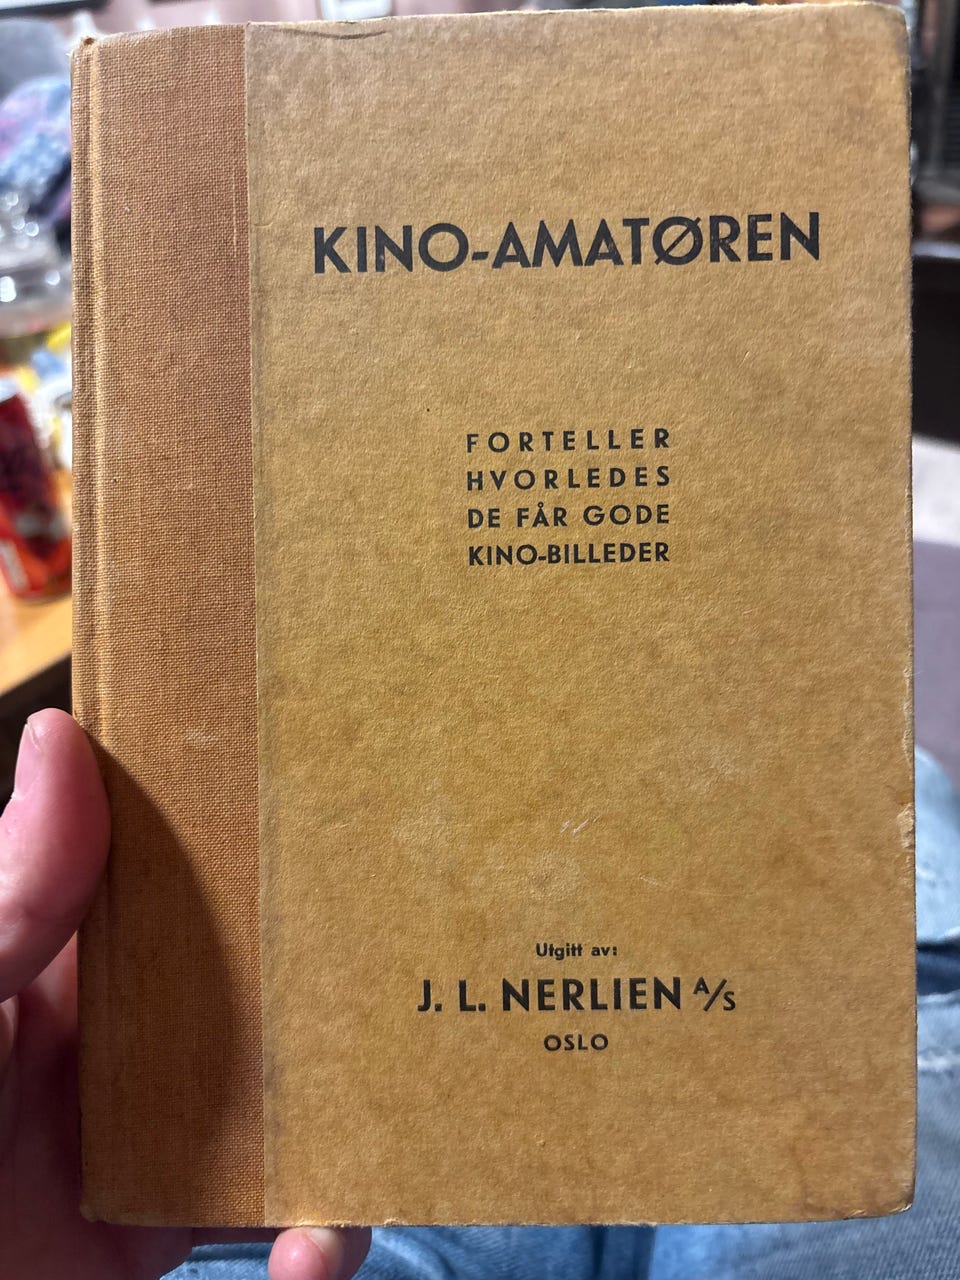 KINO-AMATØREN
FORTELLER
HVORLEDES
DE FÅR GODE
KINO-BILLEDER
Utgitt av:
J. L. NERLIEN A/S
OSLO